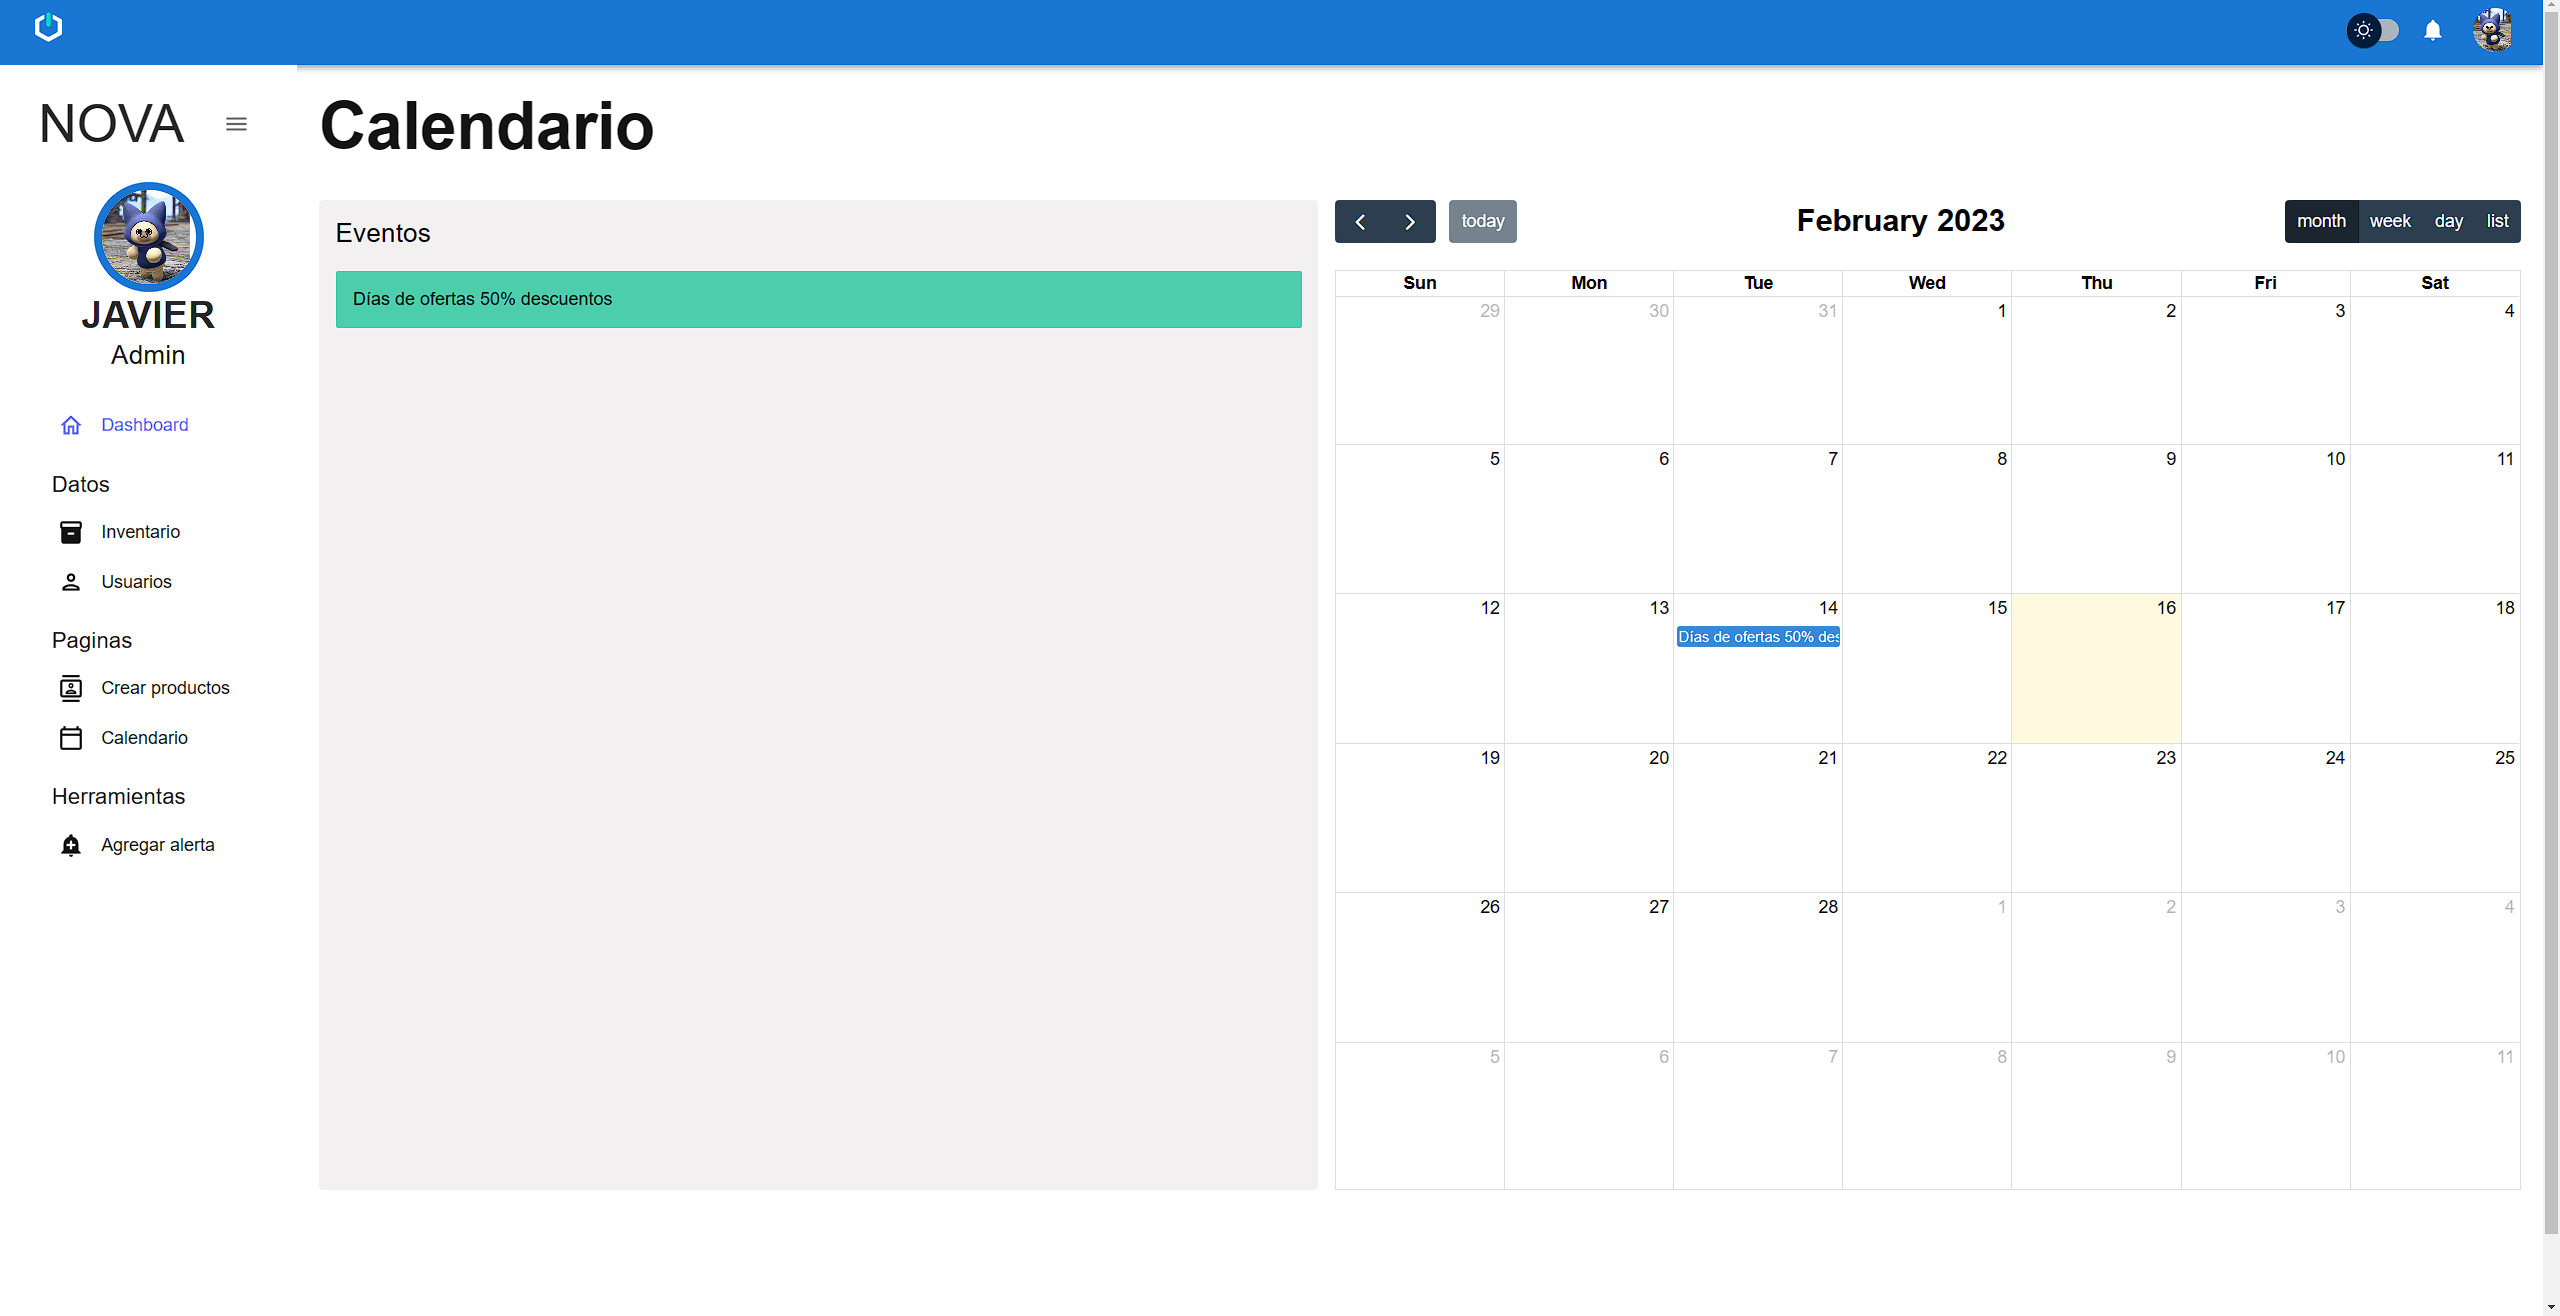 NOVA
JAVIER
Admin
Dashboard
Datos
Inventario
Usuarios
Paginas
Crear productos
Calendario
Herramientas
Agregar alerta
Calendario
Eventos
Días de ofertas 50% descuentos
today
February 2023
month week day list
Sun Mon Tue Wed Thu Fri Sat
29 30 31 1 2 3 4
5 6 7 8 9 10 11
12 13 14 15 16 17 18
Días de ofertas 50% des
19 20 21 22 23 24 25
26 27 28 1 2 3 4
5 6 7 8 9 10 11